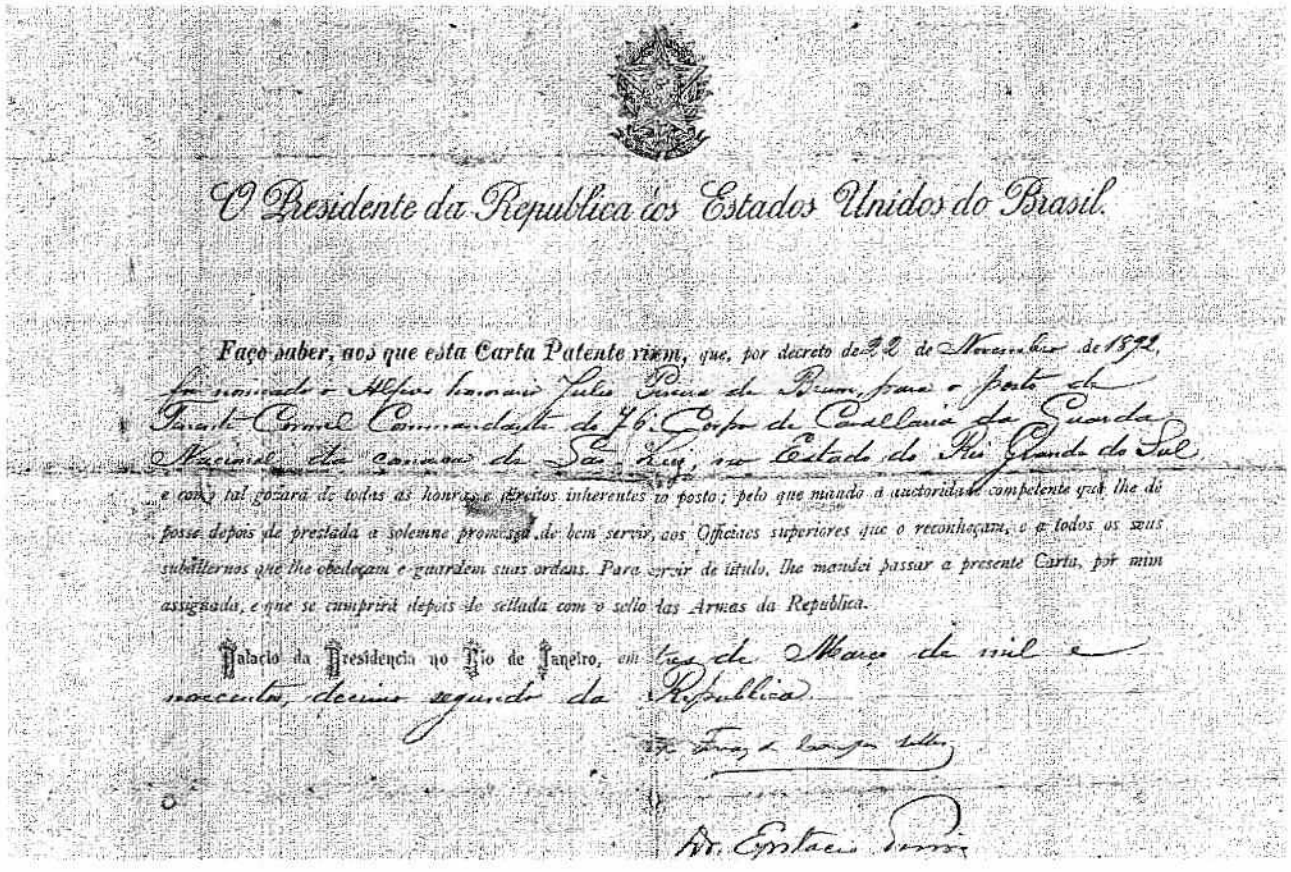 O Presidente da Republica dos Estados Unidos do Brasil.
Faço saber, aos que esta Carta Patente virem, que, por decreto de 22 de Novembro de 1892,
foi nomeado o Alferes honorario Julio Pereira de Brum, para o posto de
Tenente Coronel Commandante do 76. Corpo de Cavallaria da Guarda
Nacional da comarca de São Luiz, no Estado do Rio Grande do Sul
e como tal gozará de todas as honras e direitos inherentes ao posto; pelo que mando á auctoridade competente que lhe dê
posse depois de prestada a solemne promessa de bem servir, aos Officiaes superiores que o reconheçam, e a todos os seus
subalternos que lhe obedeçam e guardem suas ordens. Para servir de titulo, lhe mandei passar a presente Carta, por mim
assignada, e que se cumprirá depois de sellada com o sello das Armas da Republica.
Palacio da Presidencia no Rio de Janeiro, em tres de Março de mil e
novecentos, decimo segundo da Republica.
Ferraz de Campos Salles
Epitacio Pessoa